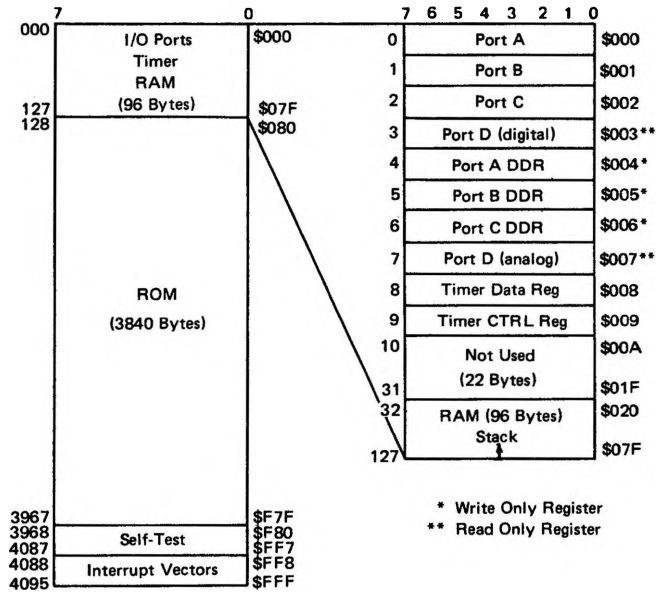 7 0
000 I/O Ports $000
Timer
RAM
(96 Bytes)
127 $07F
128 $080
ROM
(3840 Bytes)
3967 $F7F
3968 Self-Test $F80
4087 $FF7
4088 Interrupt Vectors $FF8
4095 $FFF
7 6 5 4 3 2 1 0
0 Port A $000
1 Port B $001
2 Port C $002
3 Port D (digital) $003**
4 Port A DDR $004*
5 Port B DDR $005*
6 Port C DDR $006*
7 Port D (analog) $007**
8 Timer Data Reg $008
9 Timer CTRL Reg $009
10 Not Used $00A
(22 Bytes)
31 $01F
32 RAM (96 Bytes) $020
Stack
127 $07F
* Write Only Register
** Read Only Register